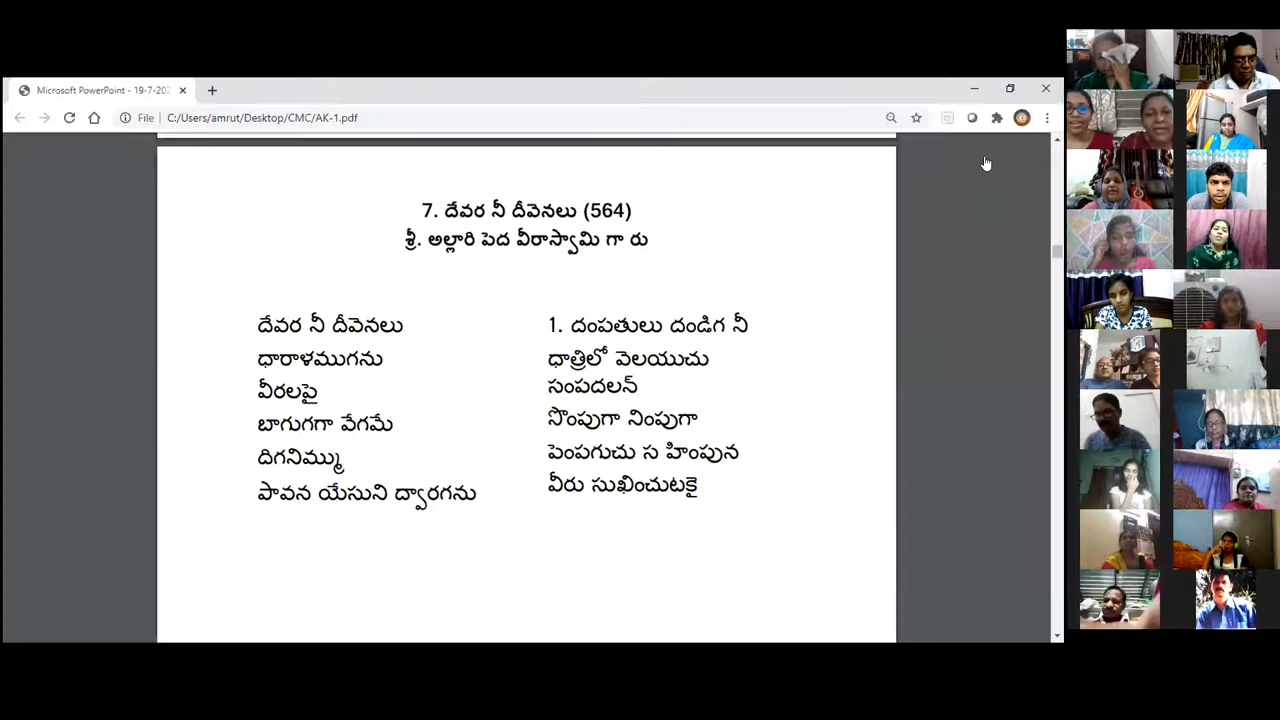 Microsoft PowerPoint - 19-7-202
File
C:/Users/amrut/Desktop/CMC/AK-1.pdf
7. దేవర నీ దీవెనలు (564)
శ్రీ. అల్లారి పెద వీరాస్వామి గా రు
దేవర నీ దీవెనలు
ధారాళముగను
వీరలపై
బాగుగగా వేగమే
దిగనిమ్ము
పావన యేసుని ద్వారగను
1. దంపతులు దండిగ నీ
ధాత్రిలో వెలయుచు
సంపదలన్
సొంపుగా నింపుగా
పెంపగుచు స హింపున
వీరు సుఖించుటకై